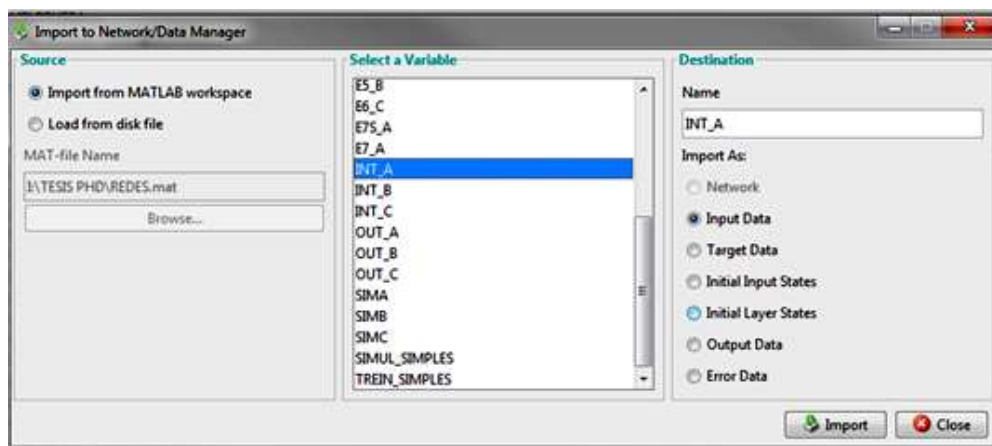 Import to Network/Data Manager
Source
Import from MATLAB workspace
Load from disk file
MAT-file Name
I:\TESIS PHD\REDES.mat
Browse...
Select a Variable
E5_B
E6_C
E7S_A
E7_A
INT_A
INT_B
INT_C
OUT_A
OUT_B
OUT_C
SIMA
SIMB
SIMC
SIMUL_SIMPLES
TREIN_SIMPLES
Destination
Name
INT_A
Import As:
Network
Input Data
Target Data
Initial Input States
Initial Layer States
Output Data
Error Data
Import
Close